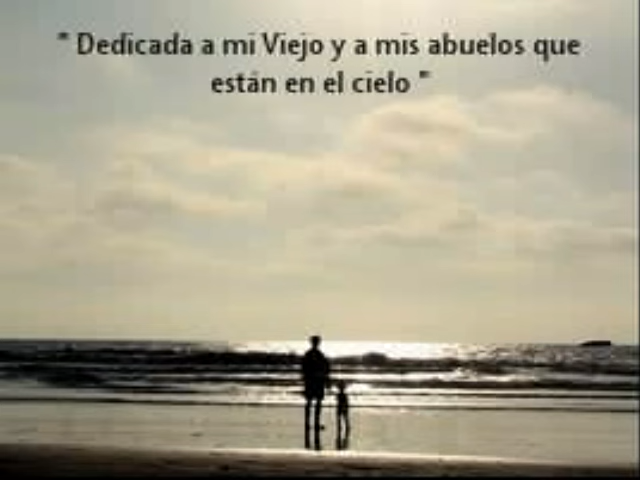 " Dedicada a mi Viejo y a mis abuelos que
están en el cielo "